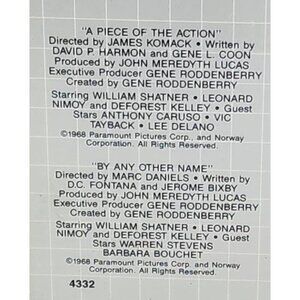 "A PIECE OF THE ACTION"
Directed by JAMES KOMACK • Written by
DAVID P. HARMON and GENE L. COON
Produced by JOHN MEREDYTH LUCAS
Executive Producer GENE RODDENBERRY
Created by GENE RODDENBERRY
Starring WILLIAM SHATNER • LEONARD
NIMOY and DEFOREST KELLEY • Guest
Stars ANTHONY CARUSO • VIC
TAYBACK • LEE DELANO
©1968 Paramount Pictures Corp., and Norway
Corporation. All Rights Reserved.
"BY ANY OTHER NAME"
Directed by MARC DANIELS • Written by
D.C. FONTANA and JEROME BIXBY
Produced by JOHN MEREDYTH LUCAS
Executive Producer GENE RODDENBERRY
Created by GENE RODDENBERRY
Starring WILLIAM SHATNER • LEONARD
NIMOY and DEFOREST KELLEY • Guest
Stars WARREN STEVENS
BARBARA BOUCHET
©1968 Paramount Pictures Corp. and Norway
Corporation. All Rights Reserved.
4332